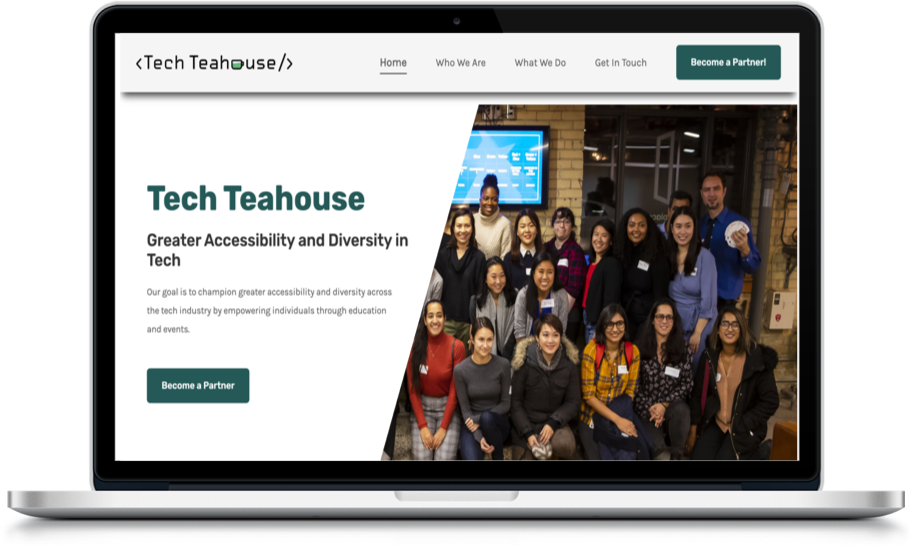 <Tech Teahouse/>
Home
Who We Are
What We Do
Get In Touch
Become a Partner!
Tech Teahouse
Greater Accessibility and Diversity in
Tech
Our goal is to champion greater accessibility and diversity across
the tech industry by empowering individuals through education
and events.
Become a Partner